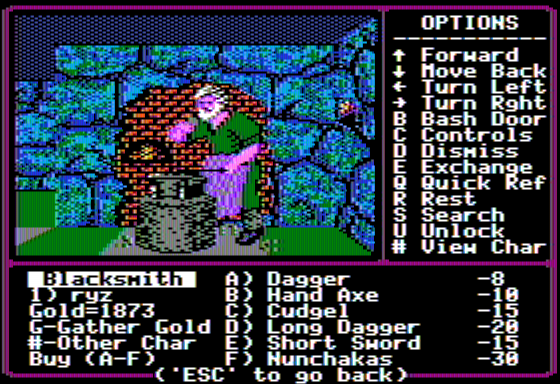 OPTIONS
------------
↑ Forward
↓ Move Back
← Turn Left
→ Turn Rght
B Bash Door
C Controls
D Dismiss
E Exchange
Q Quick Ref
R Rest
S Search
U Unlock
# View Char
Blacksmith
1) ryz
Gold=1873
G-Gather Gold
#-Other Char
Buy (A-F)
A) Dagger -8
B) Hand Axe -10
C) Cudgel -15
D) Long Dagger -20
E) Short Sword -15
F) Nunchakas -30
('ESC' to go back)